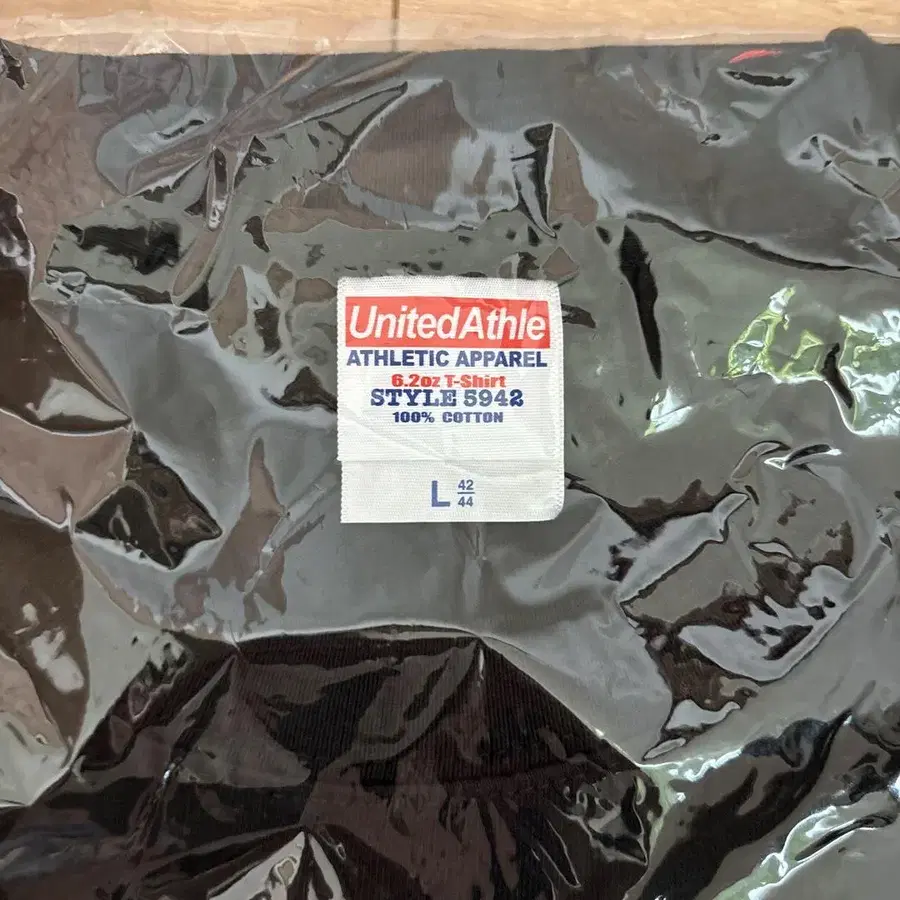 UnitedAthle
ATHLETIC APPAREL
6.2oz T-Shirt
STYLE 5942
100% COTTON
L 42
44